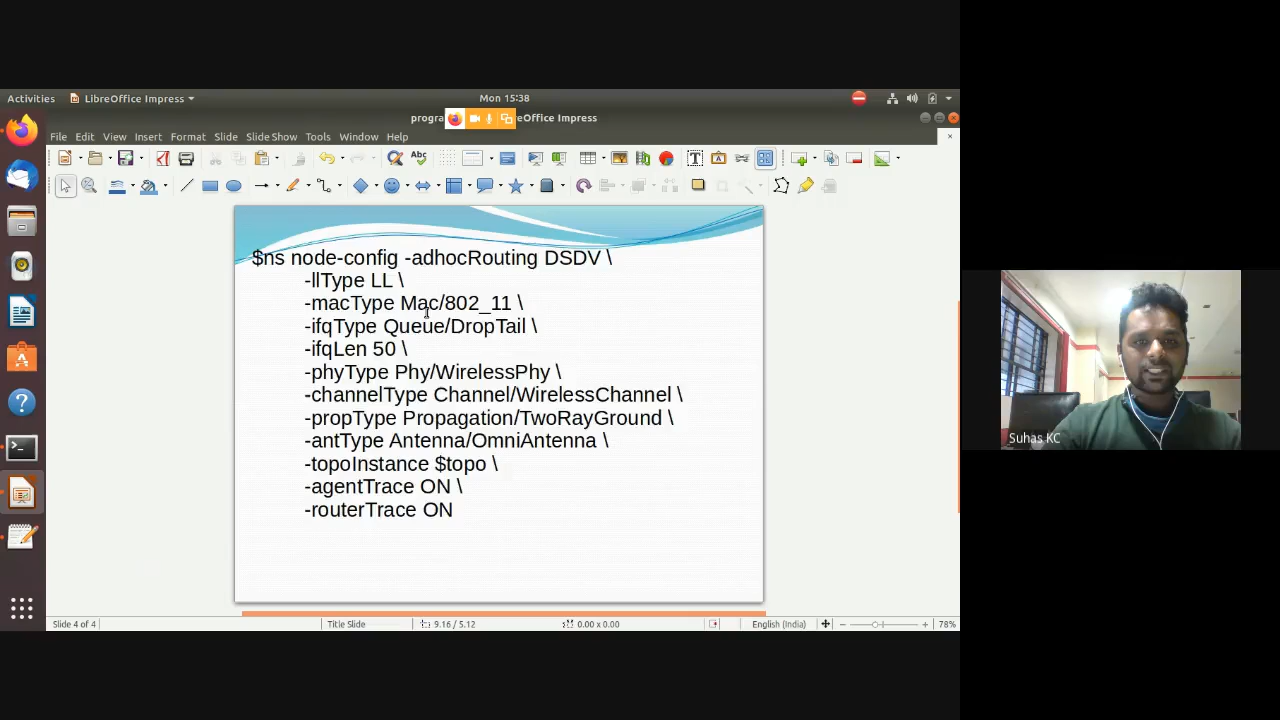 Activities
LibreOffice Impress
Mon 15:38
progra
eOffice Impress
File Edit View Insert Format Slide Slide Show Tools Window Help
Abc
$ns node-config -adhocRouting DSDV \
-llType LL \
-macType Mac/802_11 \
-ifqType Queue/DropTail \
-ifqLen 50 \
-phyType Phy/WirelessPhy \
-channelType Channel/WirelessChannel \
-propType Propagation/TwoRayGround \
-antType Antenna/OmniAntenna \
-topoInstance $topo \
-agentTrace ON \
-routerTrace ON
Suhas KC
Slide 4 of 4
Title Slide
9.16 / 5.12
0.00 x 0.00
English (India)
78%